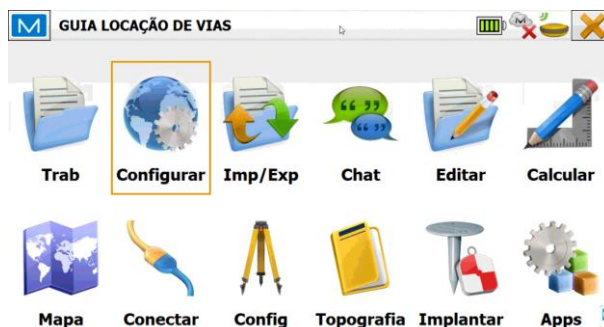 M GUIA LOCAÇÃO DE VIAS
Trab Configurar Imp/Exp Chat Editar Calcular
Mapa Conectar Config Topografia Implantar Apps